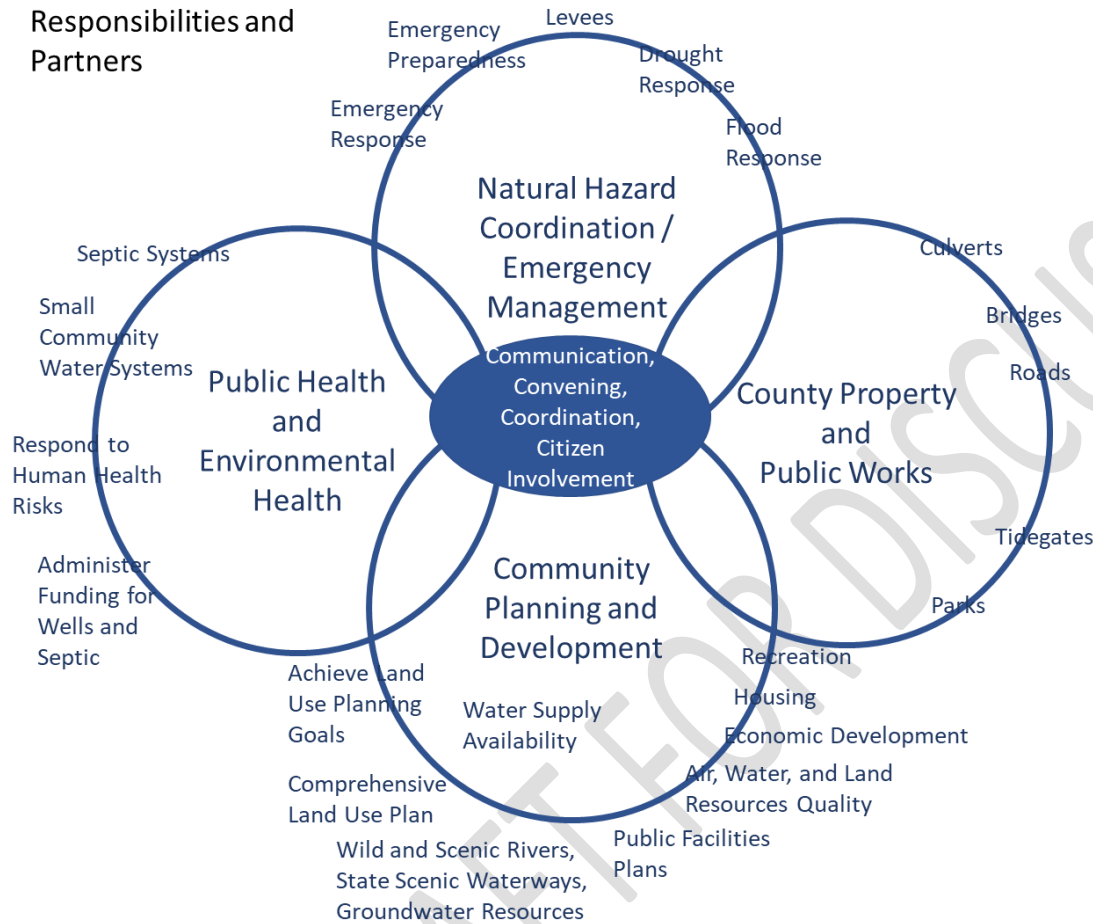 Responsibilities and
Partners
Levees
Emergency
Preparedness
Drought
Response
Emergency
Response
Flood
Response
Natural Hazard
Coordination /
Emergency
Management
Septic Systems
Small
Community
Water Systems
Respond to
Human Health
Risks
Administer
Funding for
Wells and
Septic
Public Health
and
Environmental
Health
Communication,
Convening,
Coordination,
Citizen
Involvement
County Property
and
Public Works
Culverts
Bridges
Roads
Tidegates
Parks
Community
Planning and
Development
Recreation
Housing
Economic Development
Air, Water, and Land
Resources Quality
Public Facilities
Plans
Water Supply
Availability
Achieve Land
Use Planning
Goals
Comprehensive
Land Use Plan
Wild and Scenic Rivers,
State Scenic Waterways,
Groundwater Resources
FOR